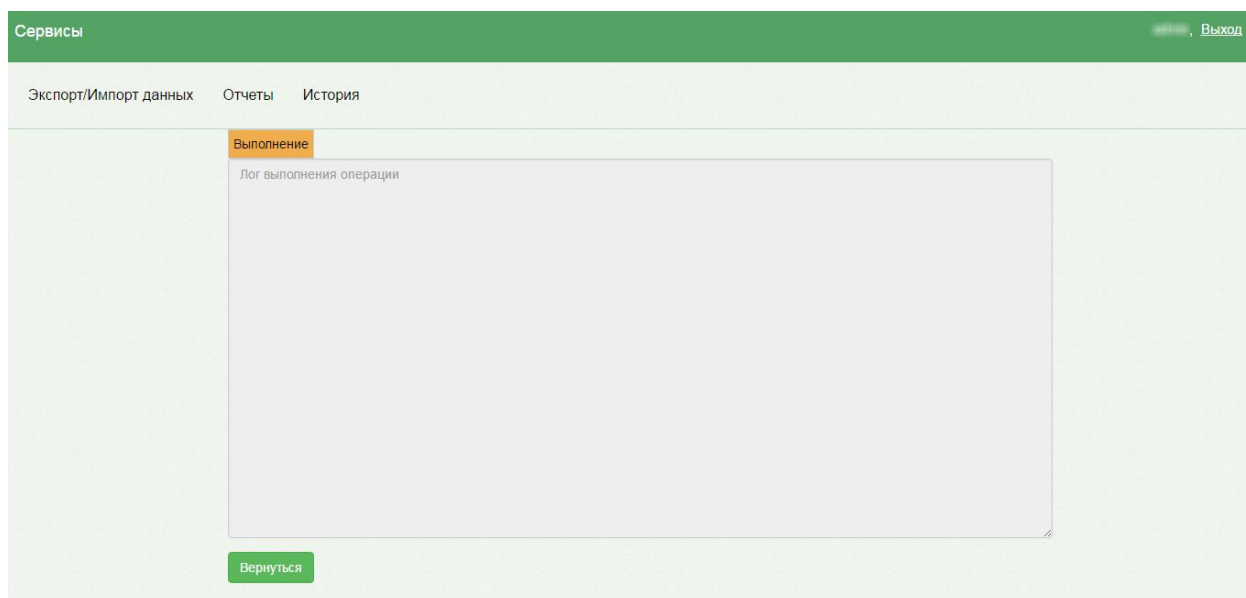 Сервисы
, Выход
Экспорт/Импорт данных Отчеты История
Выполнение
Лог выполнения операции
Вернуться